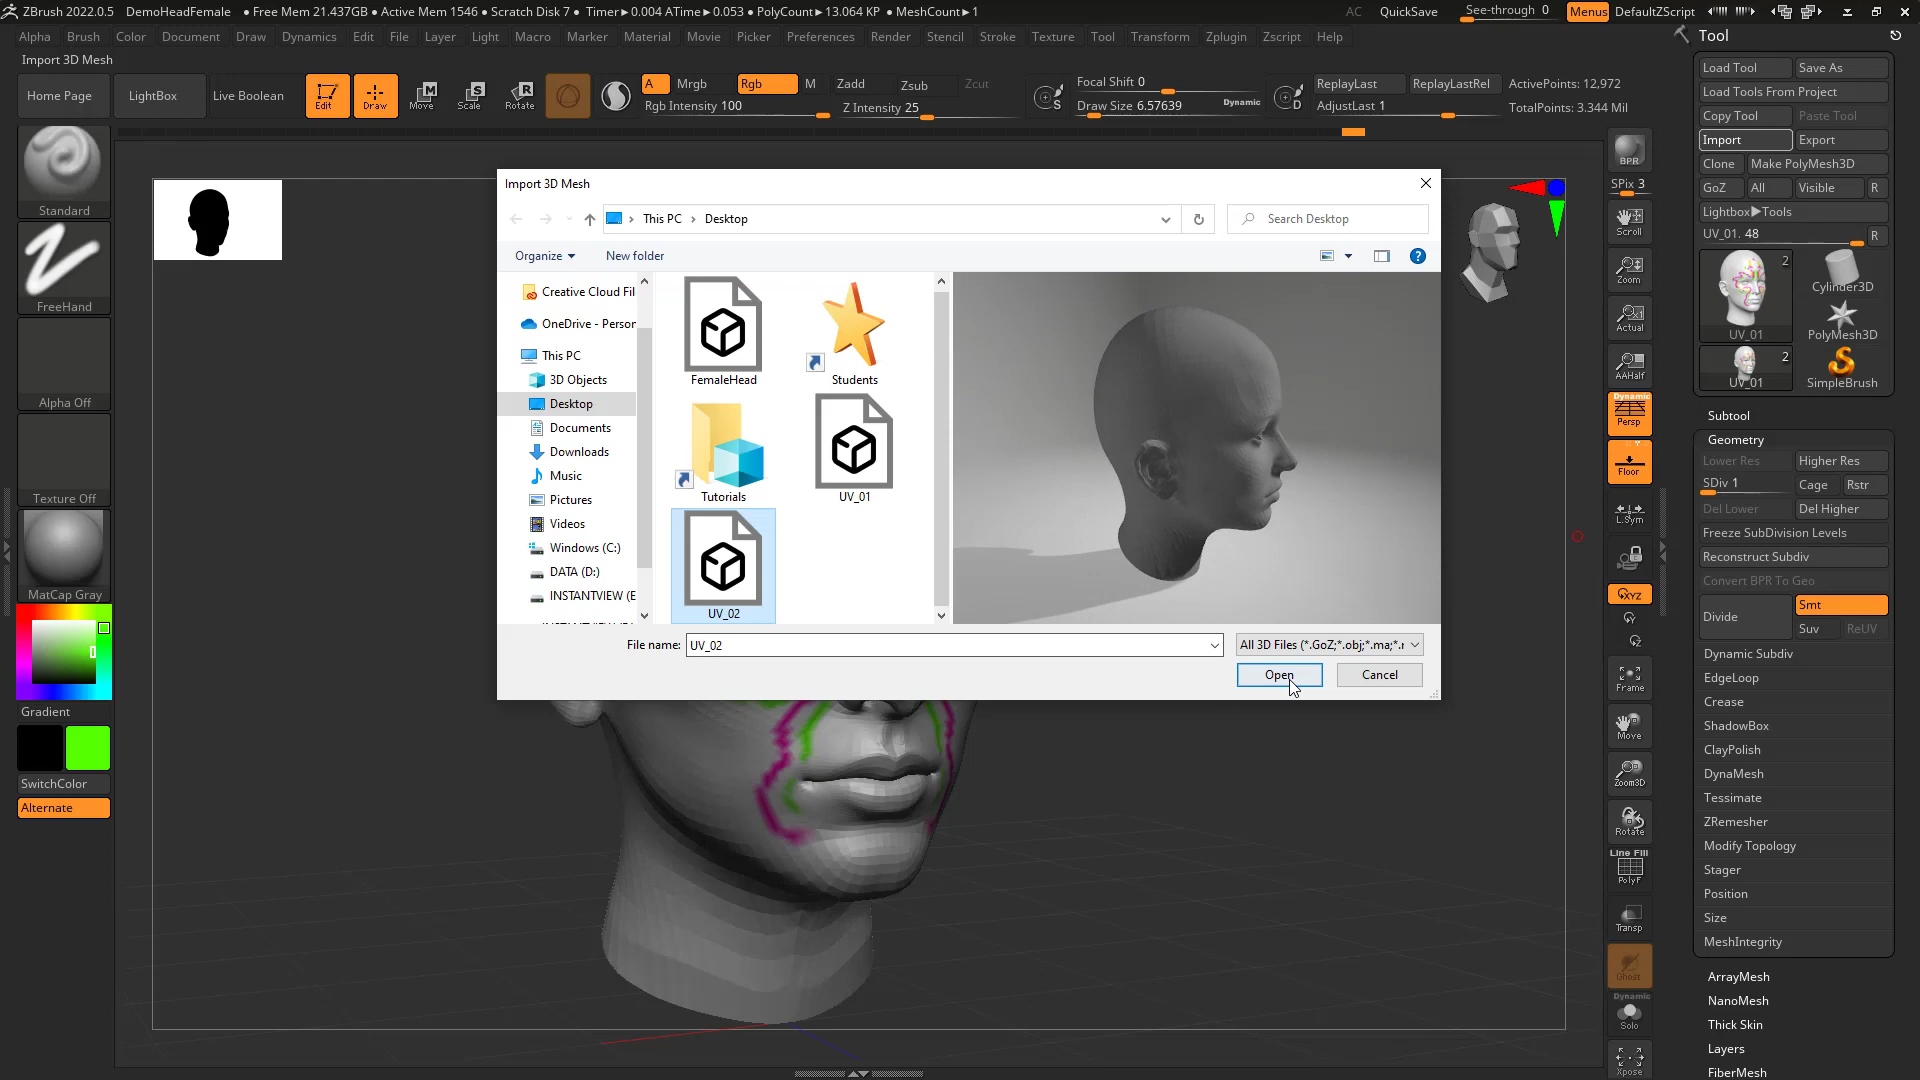 ZBrush 2022.0.5 DemoHeadFemale • Free Mem 21.437GB • Active Mem 1546 • Scratch Disk 7 • Timer►0.004 ATime►0.053 • PolyCount►13.064 KP • MeshCount►1
AC QuickSave See-through 0 Menus DefaultZScript
Alpha Brush Color Document Draw Dynamics Edit File Layer Light Macro Marker Material Movie Picker Preferences Render Stencil Stroke Texture Tool Transform Zplugin Zscript Help
Import 3D Mesh
Home Page
LightBox
Live Boolean
Edit
Draw
Move
Scale
Rotate
A Mrgb Rgb M Zadd Zsub Zcut
Rgb Intensity 100 Z Intensity 25
Focal Shift 0
Draw Size 6.57639 Dynamic
ReplayLast ReplayLastRel ActivePoints: 12,972
AdjustLast 1 TotalPoints: 3.344 Mil
Standard
FreeHand
Alpha Off
Texture Off
MatCap Gray
Gradient
SwitchColor
Alternate
Import 3D Mesh
This PC Desktop
Search Desktop
Organize New folder
Creative Cloud Fil
OneDrive - Person
This PC
3D Objects
Desktop
Documents
Downloads
Music
Pictures
Videos
Windows (C:)
DATA (D:)
INSTANTVIEW (E
FemaleHead
Students
Tutorials
UV_01
UV_02
File name: UV_02
All 3D Files (*.GoZ;*.obj;*.ma;*.r
Open Cancel
BPR
SPix 3
Scroll
Zoom
Actual
AAHalf
Dynamic
Persp
Floor
L.Sym
XYZ
Frame
Move
Zoom3D
Rotate
Line Fill
PolyF
Transp
Ghost
Dynamic
Solo
Xpose
Tool
Load Tool Save As
Load Tools From Project
Copy Tool Paste Tool
Import Export
Clone Make PolyMesh3D
GoZ All Visible R
Lightbox►Tools
UV_01. 48 R
2
UV_01
Cylinder3D
PolyMesh3D
2
UV_01
SimpleBrush
Subtool
Geometry
Lower Res Higher Res
SDiv 1 Cage Rstr
Del Lower Del Higher
Freeze SubDivision Levels
Reconstruct Subdiv
Convert BPR To Geo
Divide Smt
Suv ReUV
Dynamic Subdiv
EdgeLoop
Crease
ShadowBox
ClayPolish
DynaMesh
Tessimate
ZRemesher
Modify Topology
Stager
Position
Size
MeshIntegrity
ArrayMesh
NanoMesh
Thick Skin
Layers
FiberMesh